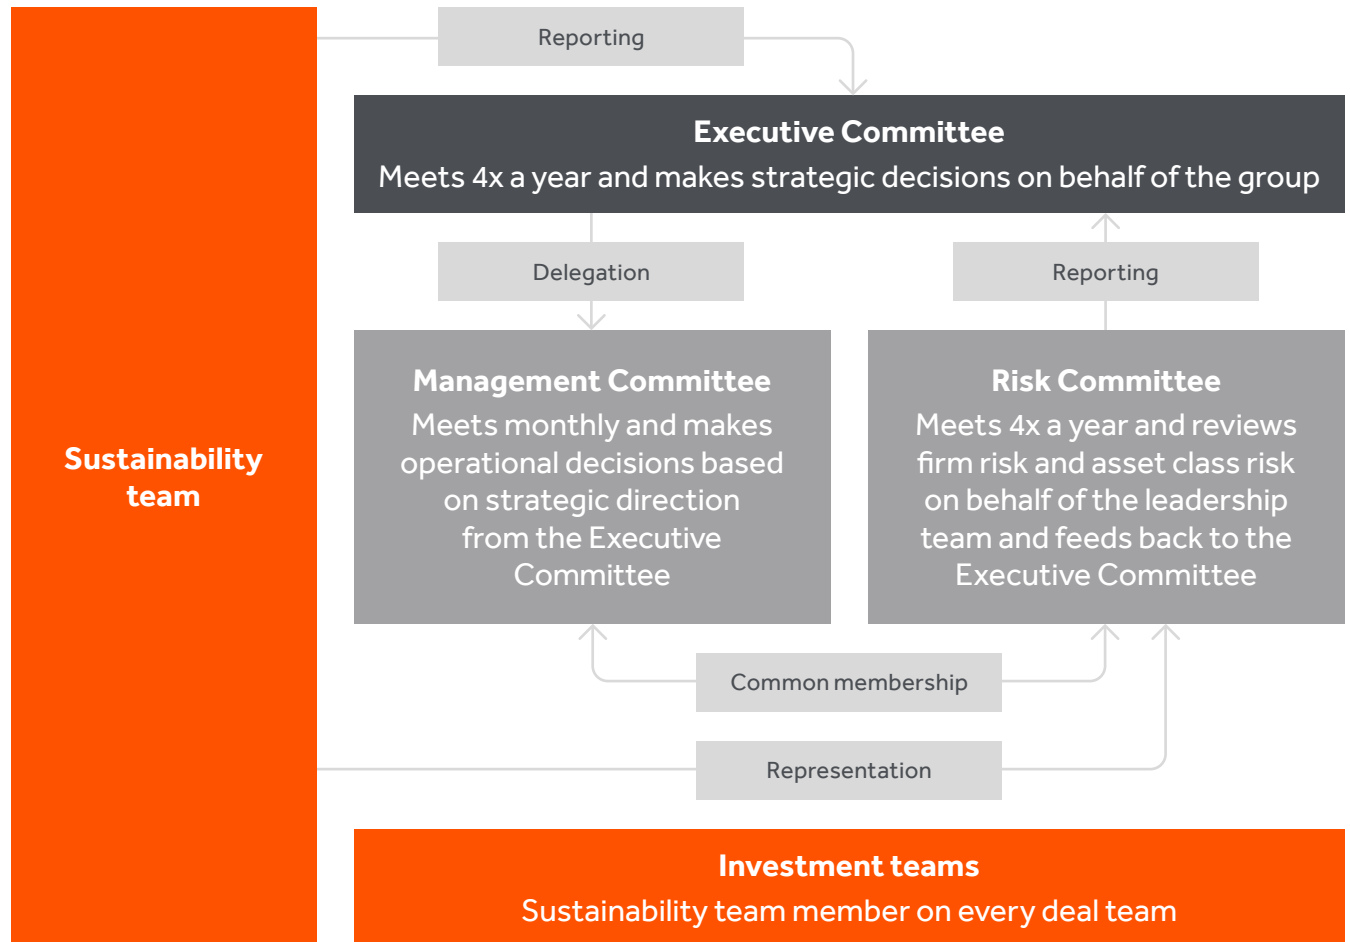 Reporting
Executive Committee
Meets 4x a year and makes strategic decisions on behalf of the group
Delegation
Reporting
Sustainability
team
Management Committee
Meets monthly and makes
operational decisions based
on strategic direction
from the Executive
Committee
Risk Committee
Meets 4x a year and reviews
firm risk and asset class risk
on behalf of the leadership
team and feeds back to the
Executive Committee
Common membership
Representation
Investment teams
Sustainability team member on every deal team